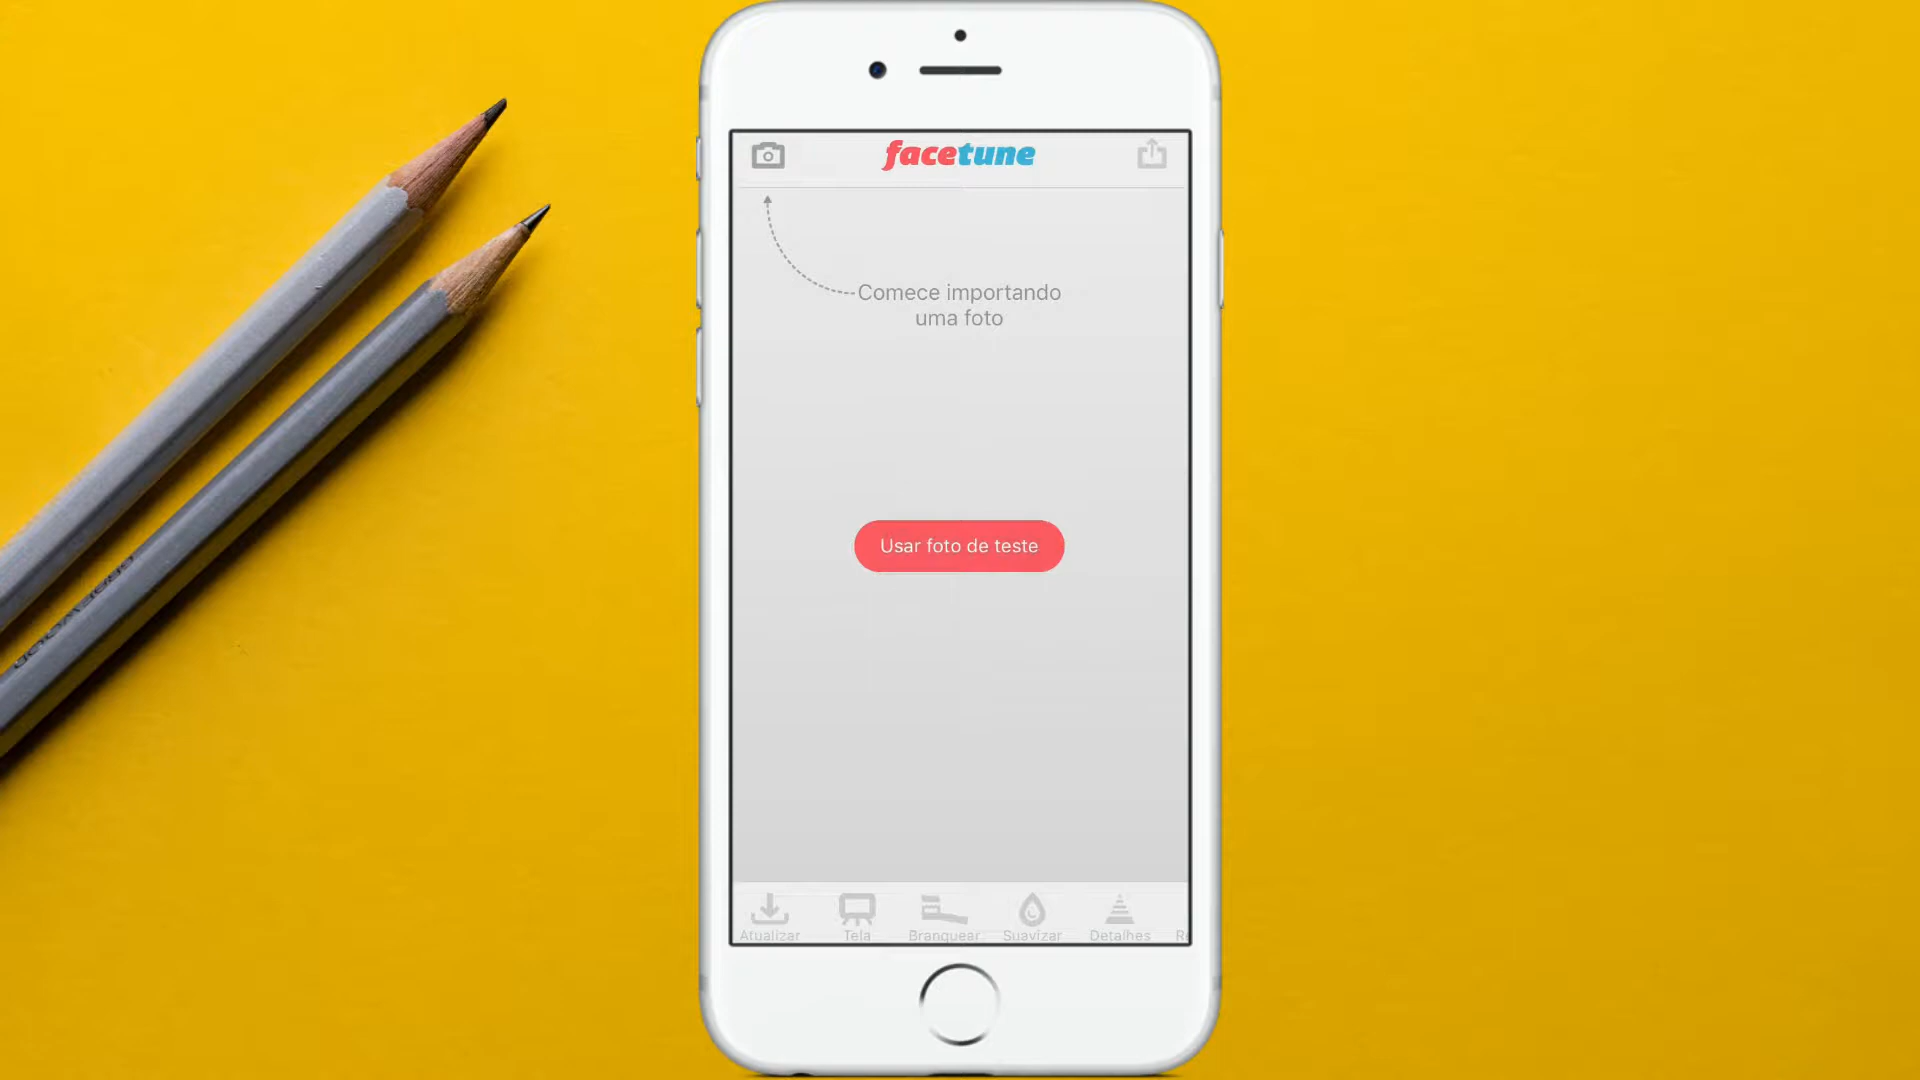 facetune
Comece importando
uma foto
Usar foto de teste
Atualizar
Tela
Branquear
Suavizar
Detalhes